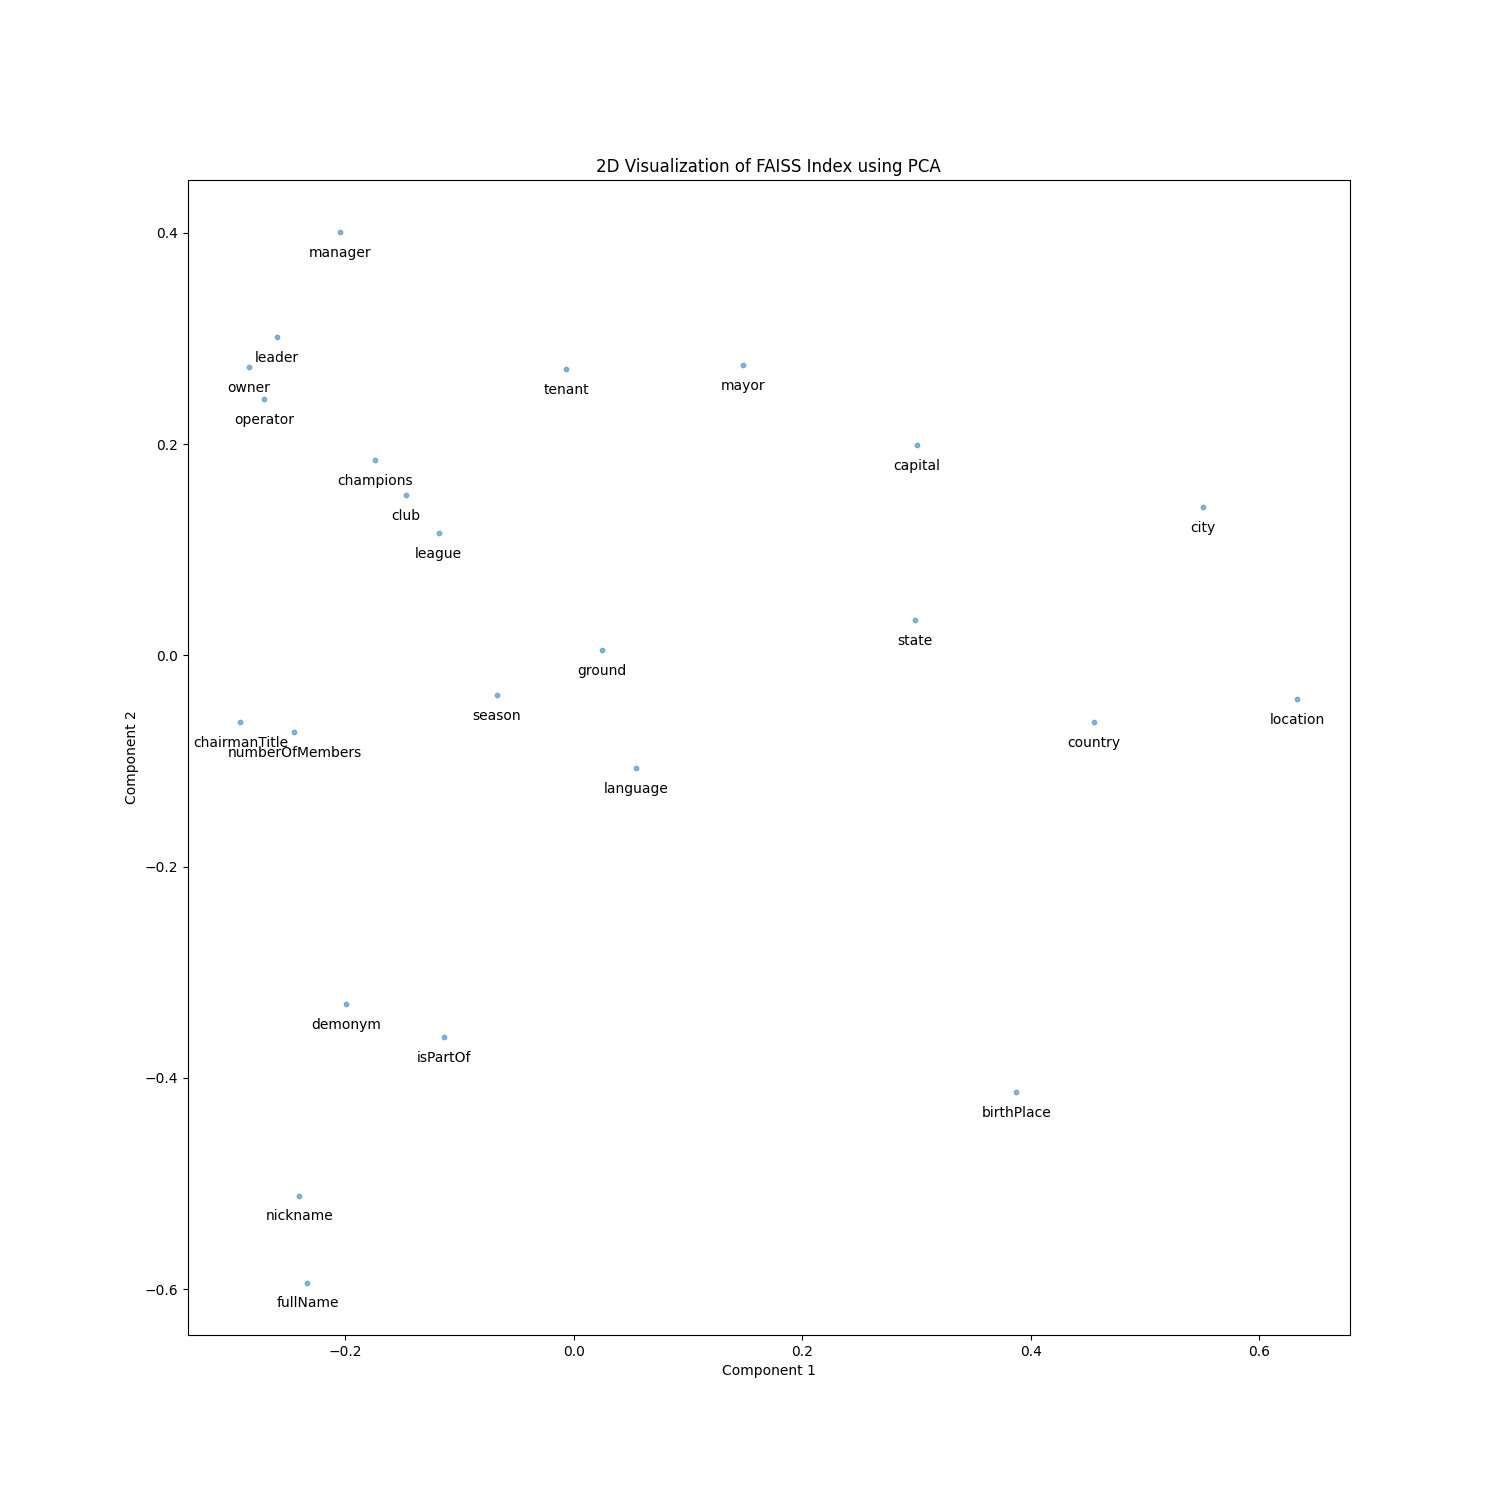 2D Visualization of FAISS Index using PCA
0.4
manager
leader
owner
operator
tenant
mayor
0.2
capital
champions
club
city
league
state
0.0
ground
season
location
chairmanTitle
country
numberOfMembers
language
Component 2
−0.2
demonym
isPartOf
−0.4
birthPlace
nickname
−0.6
fullName
−0.2
0.0
0.2
0.4
0.6
Component 1